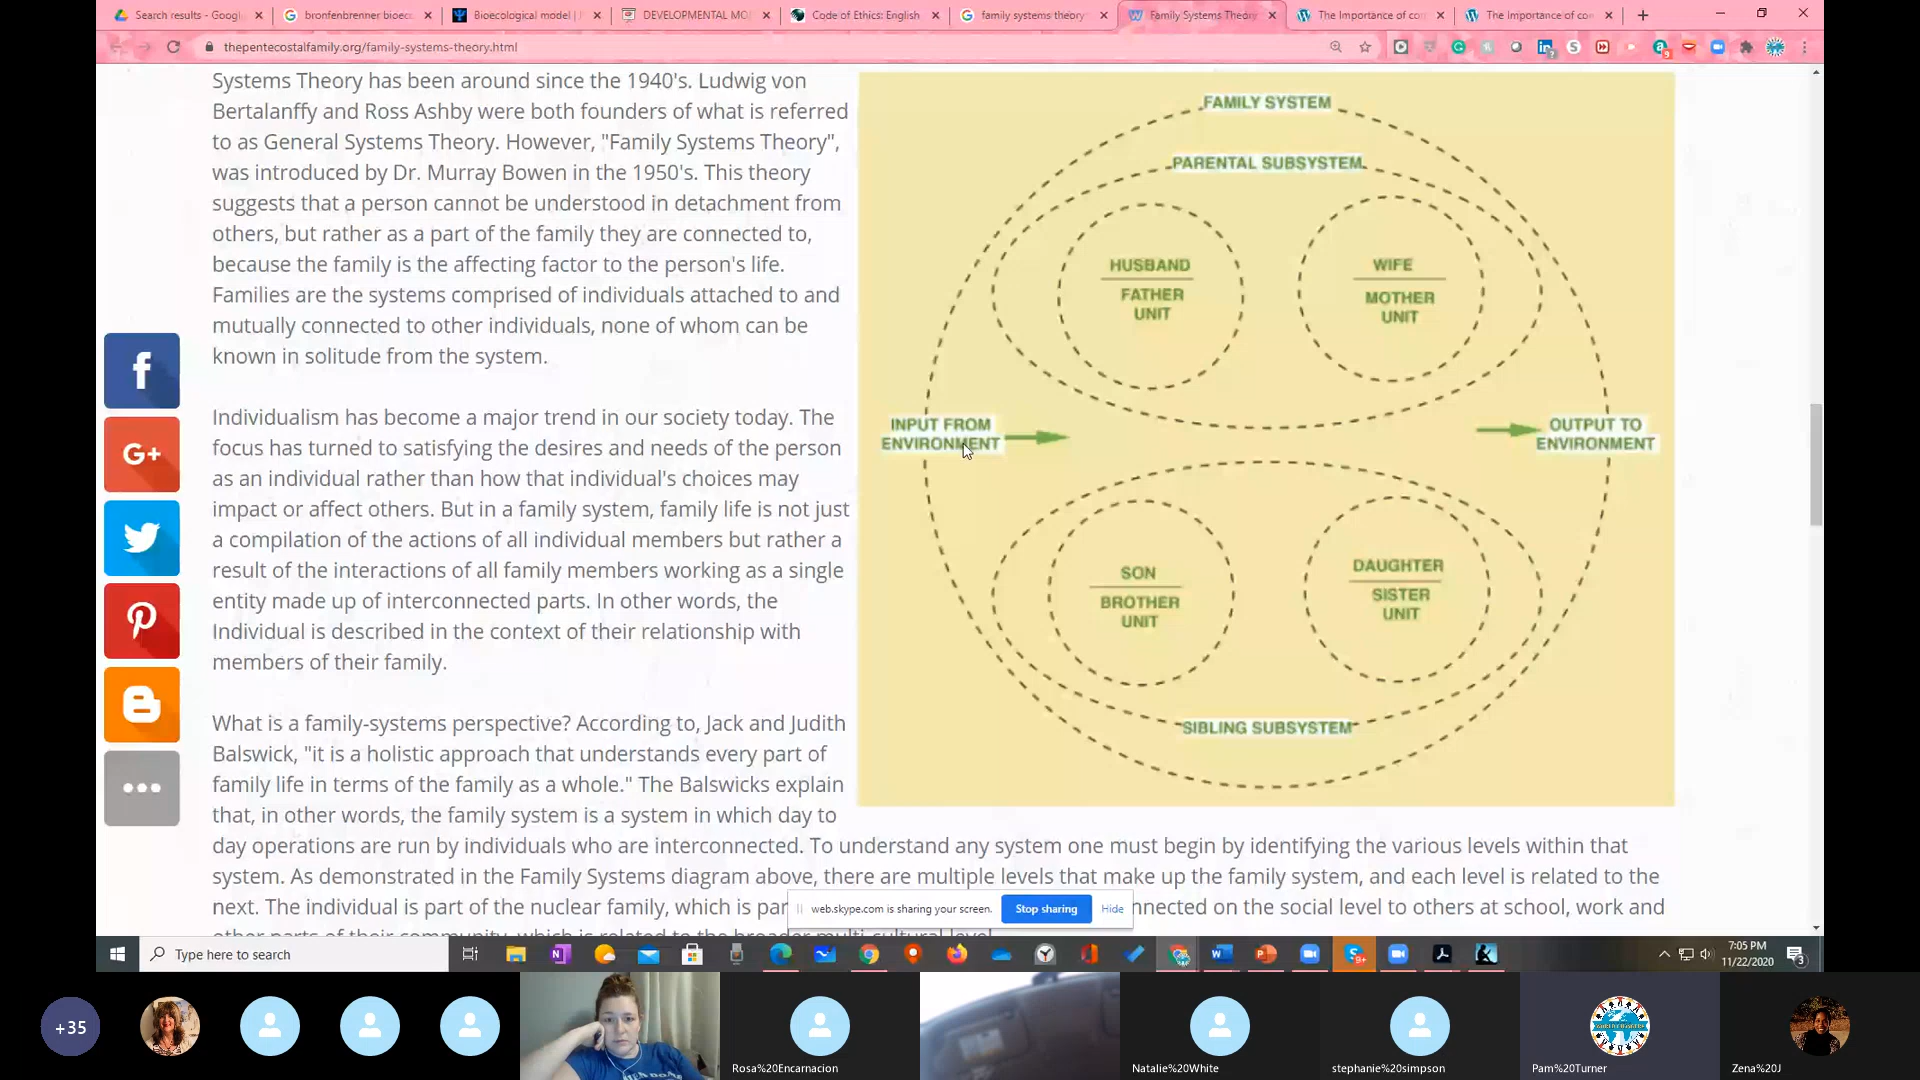 Search results - Google
bronfenbrenner bioec
Bioecological model |
DEVELOPMENTAL MO
Code of Ethics: English
family systems theory
Family Systems Theory
The Importance of co
The Importance of co
thepentecostalfamily.org/family-systems-theory.html
Systems Theory has been around since the 1940's. Ludwig von
Bertalanffy and Ross Ashby were both founders of what is referred
to as General Systems Theory. However, "Family Systems Theory",
was introduced by Dr. Murray Bowen in the 1950's. This theory
suggests that a person cannot be understood in detachment from
others, but rather as a part of the family they are connected to,
because the family is the affecting factor to the person's life.
Families are the systems comprised of individuals attached to and
mutually connected to other individuals, none of whom can be
known in solitude from the system.
Individualism has become a major trend in our society today. The
focus has turned to satisfying the desires and needs of the person
as an individual rather than how that individual's choices may
impact or affect others. But in a family system, family life is not just
a compilation of the actions of all individual members but rather a
result of the interactions of all family members working as a single
entity made up of interconnected parts. In other words, the
Individual is described in the context of their relationship with
members of their family.
What is a family-systems perspective? According to, Jack and Judith
Balswick, "it is a holistic approach that understands every part of
family life in terms of the family as a whole." The Balswicks explain
that, in other words, the family system is a system in which day to
day operations are run by individuals who are interconnected. To understand any system one must begin by identifying the various levels within that
system. As demonstrated in the Family Systems diagram above, there are multiple levels that make up the family system, and each level is related to the
next. The individual is part of the nuclear family, which is par
nnected on the social level to others at school, work and
other parts of their community, which is related to the broader multi-cultural level
FAMILY SYSTEM
PARENTAL SUBSYSTEM
HUSBAND
FATHER
UNIT
WIFE
MOTHER
UNIT
INPUT FROM
ENVIRONMENT
OUTPUT TO
ENVIRONMENT
SON
BROTHER
UNIT
DAUGHTER
SISTER
UNIT
SIBLING SUBSYSTEM
f
G+
web.skype.com is sharing your screen.
Stop sharing
Hide
Type here to search
7:05 PM
11/22/2020
3
+35
Rosa%20Encarnacion
Natalie%20White
stephanie%20simpson
Pam%20Turner
Zena%20J